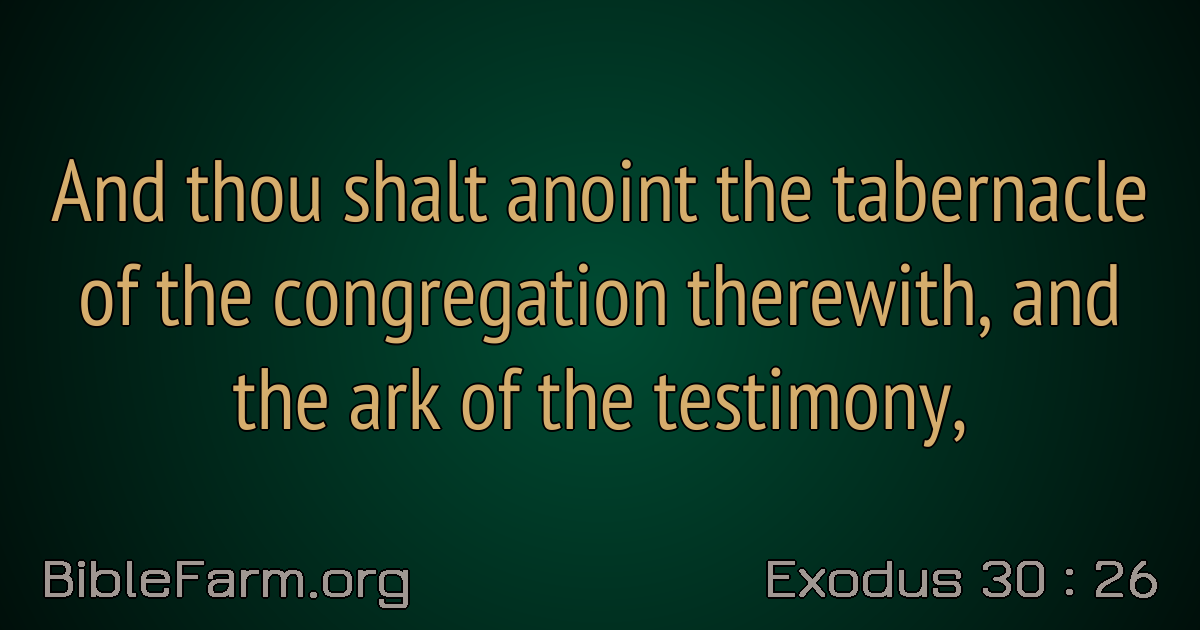 And thou shalt anoint the tabernacle
of the congregation therewith, and
the ark of the testimony,
BibleFarm.org
Exodus 30 : 26